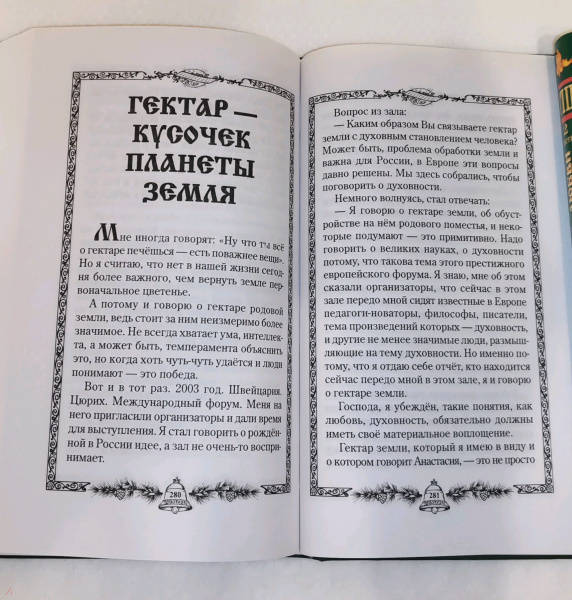 ГЕКТАР —
КУСОЧЕК
ПЛАНЕТЫ
ЗЕМЛЯ
Мне иногда говорят: «Ну что ты всё
о гектаре печёшься — есть поважнее вещи».
Но я считаю, что нет в нашей жизни сегод-
ня более важного, чем вернуть земле пер-
воначальное цветенье.
А потому и говорю о гектаре родовой
земли, ведь стоит за ним неизмеримо более
значимое. Не всегда хватает ума, интеллек-
та, а может быть, темперамента объяснить
это, но когда хоть чуть-чуть удаётся и люди
понимают — это победа.
Вот и в тот раз. 2003 год. Швейцария.
Цюрих. Международный форум. Меня на
него пригласили организаторы и дали время
для выступления. Я стал говорить о рождён-
ной в России идее, а зал не очень-то воспри-
нимает.
280
Вопрос из зала:
— Каким образом Вы связываете гектар
земли с духовным становлением человека?
Может быть, проблема обработки земли и
важна для России, в Европе эти вопросы
давно решены. Мы здесь собрались, чтобы
поговорить о духовности.
Немного волнуясь, стал отвечать:
— Я говорю о гектаре земли, об обуст-
ройстве на нём родового поместья, и неко-
торые подумают — это примитивно. Надо
говорить о великих науках, о духовности
потому, что такова тема этого престижного
европейского форума. Я знаю, мне об этом
сказали организаторы, что сейчас в этом
зале передо мной сидят известные в Европе
педагоги-новаторы, философы, писатели,
тема произведений которых — духовность,
и другие не менее значимые люди, размыш-
ляющие на тему духовности. Но именно по-
тому, что я отдаю себе отчёт, кто находится
сейчас передо мной в этом зале, я и говорю
о гектаре земли.
Господа, я убеждён, такие понятия, как
любовь, духовность, обязательно должны
иметь своё материальное воплощение.
Гектар земли, который я имею в виду и
о котором говорит Анастасия, — это не просто
281